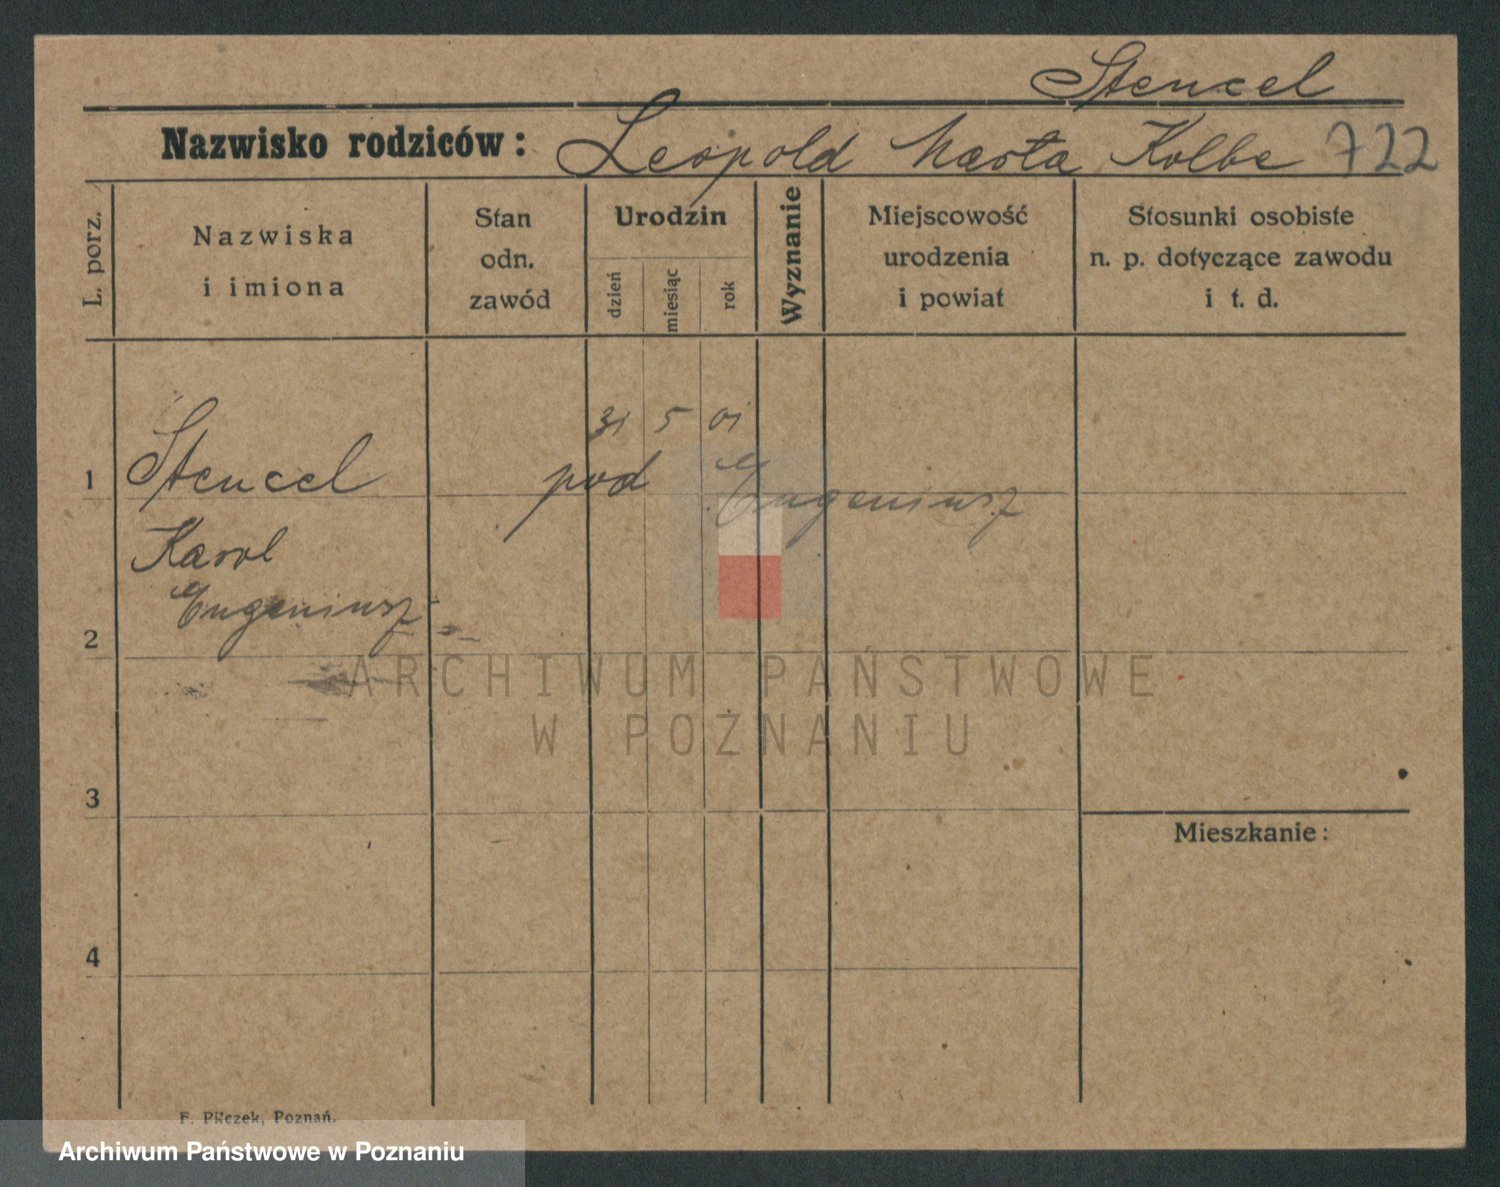 Stencel
Nazwisko rodziców: Leopold Marta Kolbe 722
L. porz.
Nazwiska
i imiona
Stan
odn.
zawód
Urodzin
dzień
miesiąc
rok
Wyznanie
Miejscowość
urodzenia
i powiat
Stosunki osobiste
n. p. dotyczące zawodu
i t. d.
31 5 01
1 Stencel pod Eugeniusz
Karol
Eugeniusz
2
ARCHIWUM PAŃSTWOWE
W POZNANIU
3
Mieszkanie:
4
F. Pilczek, Poznań.
Archiwum Państwowe w Poznaniu